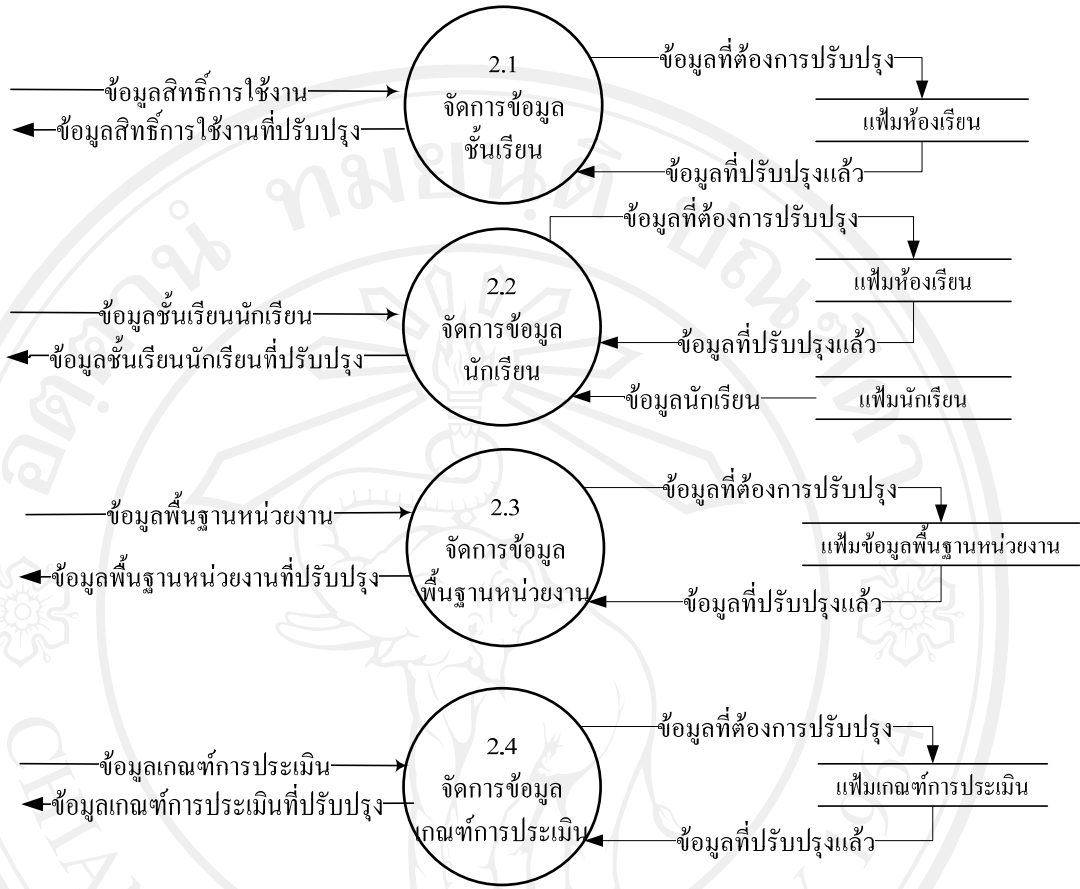 2.1
จัดการข้อมูล
ชั้นเรียน
ข้อมูลสิทธิ์การใช้งาน
ข้อมูลสิทธิ์การใช้งานที่ปรับปรุง
ข้อมูลที่ต้องการปรับปรุง
แฟ้มห้องเรียน
ข้อมูลที่ปรับปรุงแล้ว
2.2
จัดการข้อมูล
นักเรียน
ข้อมูลชั้นเรียนนักเรียน
ข้อมูลชั้นเรียนนักเรียนที่ปรับปรุง
ข้อมูลที่ต้องการปรับปรุง
แฟ้มห้องเรียน
ข้อมูลที่ปรับปรุงแล้ว
ข้อมูลนักเรียน
แฟ้มนักเรียน
2.3
จัดการข้อมูล
พื้นฐานหน่วยงาน
ข้อมูลพื้นฐานหน่วยงาน
ข้อมูลพื้นฐานหน่วยงานที่ปรับปรุง
ข้อมูลที่ต้องการปรับปรุง
แฟ้มข้อมูลพื้นฐานหน่วยงาน
ข้อมูลที่ปรับปรุงแล้ว
2.4
จัดการข้อมูล
เกณฑ์การประเมิน
ข้อมูลเกณฑ์การประเมิน
ข้อมูลเกณฑ์การประเมินที่ปรับปรุง
ข้อมูลที่ต้องการปรับปรุง
แฟ้มเกณฑ์การประเมิน
ข้อมูลที่ปรับปรุงแล้ว